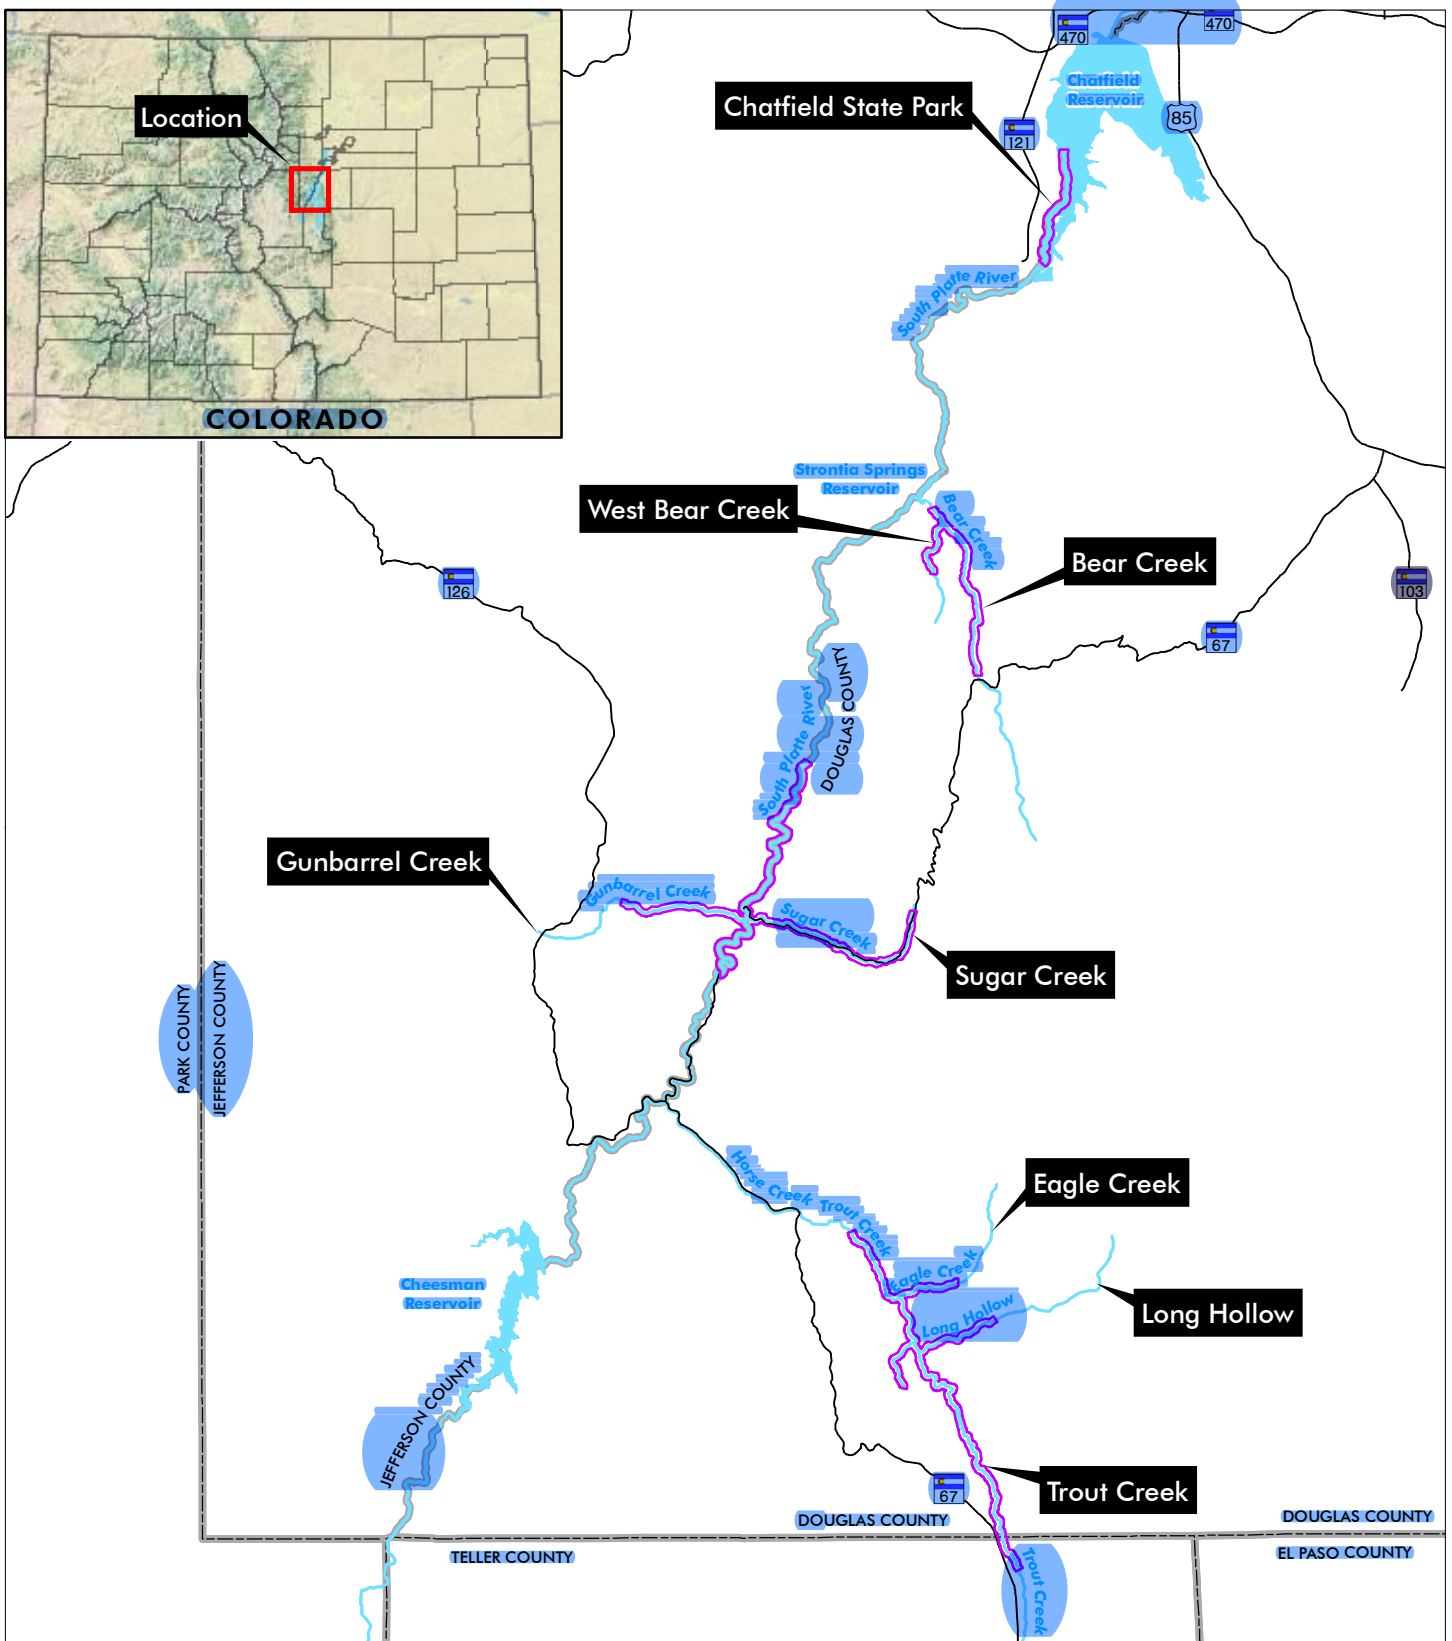 470
470
Chatfield
Reservoir
Chatfield State Park
85
121
Location
South Platte River
COLORADO
Strontia Springs
Reservoir
West Bear Creek
Bear Creek
Bear Creek
126
103
67
DOUGLAS COUNTY
South Platte River
Gunbarrel Creek
Gunbarrel Creek
Sugar Creek
Sugar Creek
PARK COUNTY
JEFFERSON COUNTY
Horse Creek
Trout Creek
Eagle Creek
Eagle Creek
Cheesman
Reservoir
Long Hollow
Long Hollow
JEFFERSON COUNTY
Trout Creek
67
DOUGLAS COUNTY
DOUGLAS COUNTY
TELLER COUNTY
EL PASO COUNTY
Trout Creek